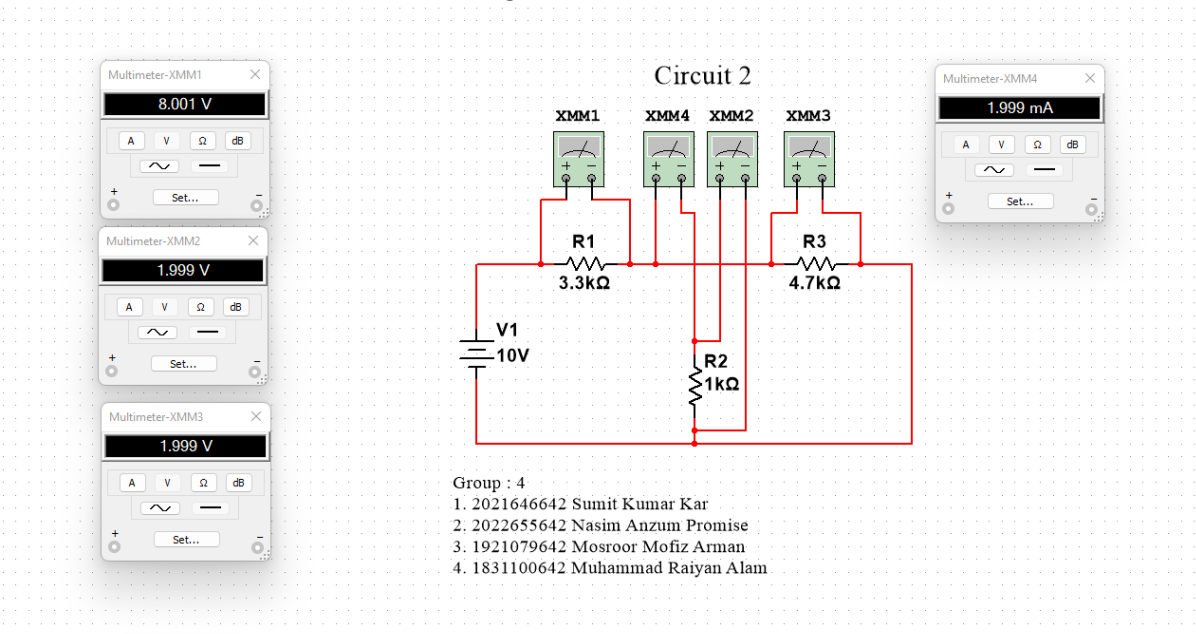 Circuit 2
Multimeter-XMM1
8.001 V
A V Ω dB
+ Set... -
Multimeter-XMM2
1.999 V
A V Ω dB
+ Set... -
Multimeter-XMM3
1.999 V
A V Ω dB
+ Set... -
XMM1 XMM4 XMM2 XMM3
+ - + - + - + -
R1
3.3kΩ
R3
4.7kΩ
V1
10V
R2
1kΩ
Multimeter-XMM4
1.999 mA
A V Ω dB
+ Set... -
Group : 4
1. 2021646642 Sumit Kumar Kar
2. 2022655642 Nasim Anzum Promise
3. 1921079642 Mosroor Mofiz Arman
4. 1831100642 Muhammad Raiyan Alam